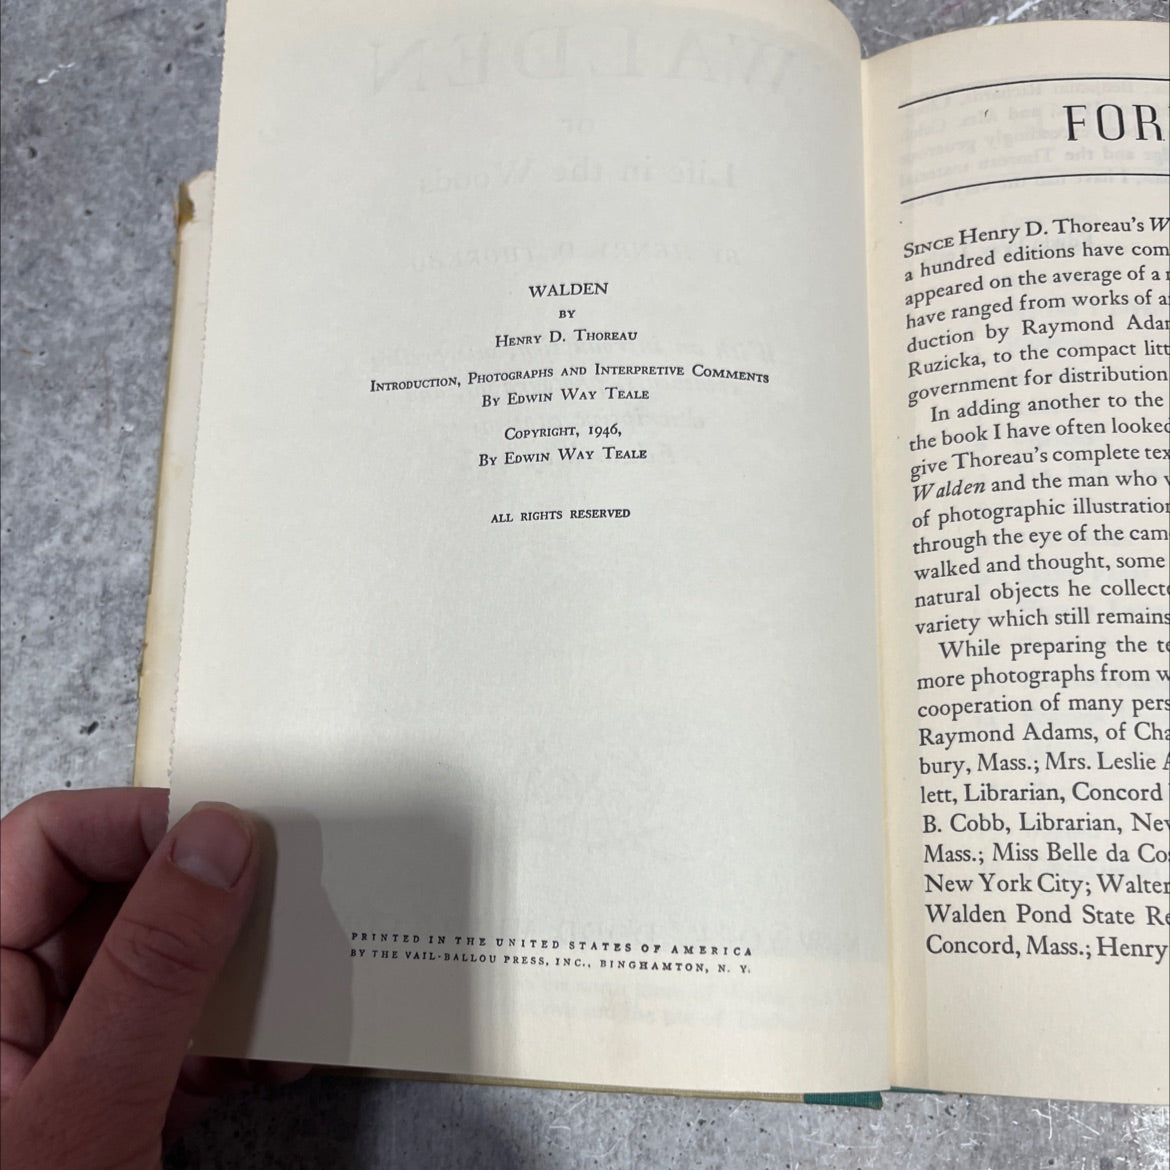 WALDEN
BY
HENRY D. THOREAU
INTRODUCTION, PHOTOGRAPHS AND INTERPRETIVE COMMENTS
BY EDWIN WAY TEALE
COPYRIGHT, 1946,
BY EDWIN WAY TEALE
ALL RIGHTS RESERVED
PRINTED IN THE UNITED STATES OF AMERICA
BY THE VAIL-BALLOU PRESS, INC., BINGHAMTON, N. Y.
FOR
SINCE Henry D. Thoreau's W
a hundred editions have com
appeared on the average of a
have ranged from works of a
duction by Raymond Adam
Ruzicka, to the compact litt
government for distribution
In adding another to the
the book I have often looked
give Thoreau's complete tex
Walden and the man who
of photographic illustration
through the eye of the cam
walked and thought, some
natural objects he collecte
variety which still remains
While preparing the te
more photographs from w
cooperation of many pers
Raymond Adams, of Cha
bury, Mass.; Mrs. Leslie A
lett, Librarian, Concord
B. Cobb, Librarian, New
Mass.; Miss Belle da Cos
New York City; Walter
Walden Pond State Re
Concord, Mass.; Henry